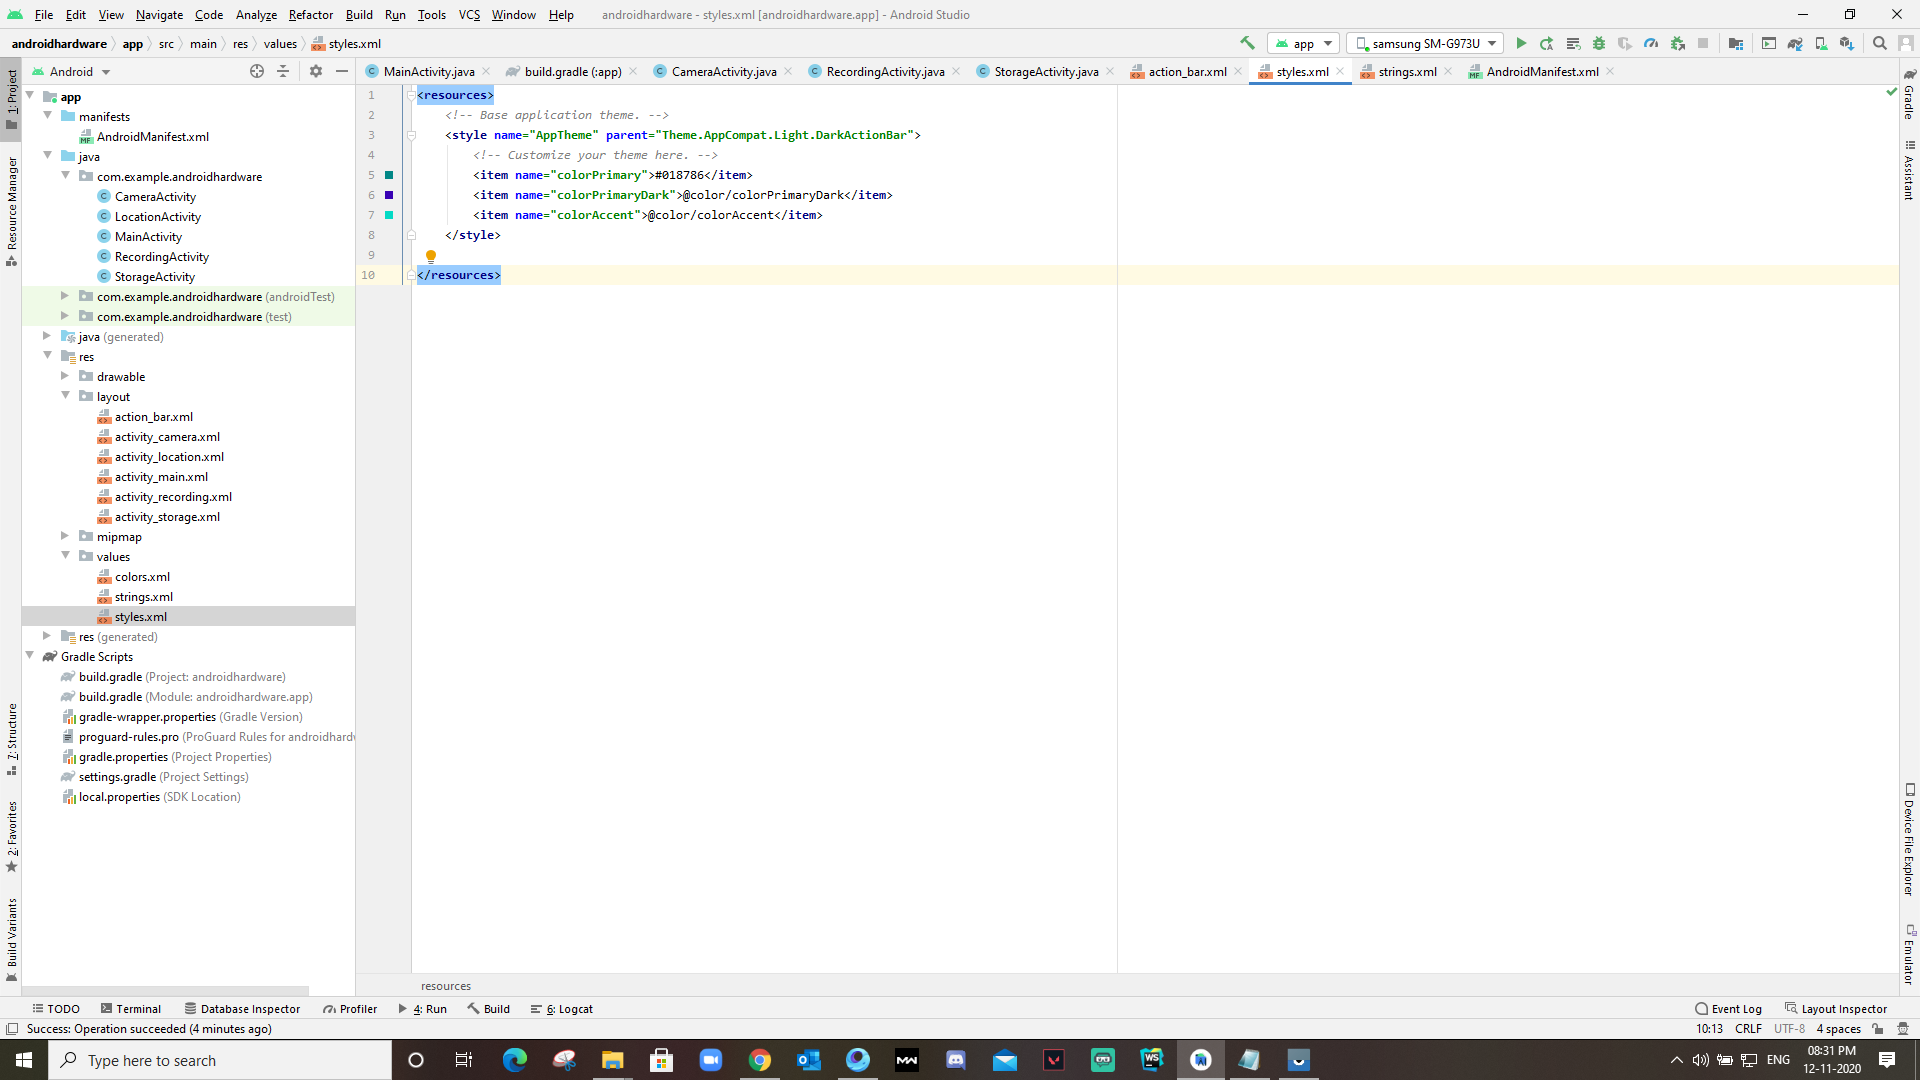 File Edit View Navigate Code Analyze Refactor Build Run Tools VCS Window Help androidhardware - styles.xml [androidhardware.app] - Android Studio
androidhardware app src main res values styles.xml app samsung SM-G973U
Android MainActivity.java build.gradle (:app) CameraActivity.java RecordingActivity.java StorageActivity.java action_bar.xml styles.xml strings.xml AndroidManifest.xml
1: Project
Resource Manager
7: Structure
2: Favorites
Build Variants
app
manifests
AndroidManifest.xml
java
com.example.androidhardware
CameraActivity
LocationActivity
MainActivity
RecordingActivity
StorageActivity
com.example.androidhardware (androidTest)
com.example.androidhardware (test)
java (generated)
res
drawable
layout
action_bar.xml
activity_camera.xml
activity_location.xml
activity_main.xml
activity_recording.xml
activity_storage.xml
mipmap
values
colors.xml
strings.xml
styles.xml
res (generated)
Gradle Scripts
build.gradle (Project: androidhardware)
build.gradle (Module: androidhardware.app)
gradle-wrapper.properties (Gradle Version)
proguard-rules.pro (ProGuard Rules for androidhardw
gradle.properties (Project Properties)
settings.gradle (Project Settings)
local.properties (SDK Location)
1 <resources>
2 <!-- Base application theme. -->
3 <style name="AppTheme" parent="Theme.AppCompat.Light.DarkActionBar">
4 <!-- Customize your theme here. -->
5 <item name="colorPrimary">#018786</item>
6 <item name="colorPrimaryDark">@color/colorPrimaryDark</item>
7 <item name="colorAccent">@color/colorAccent</item>
8 </style>
9
10 </resources>
Gradle
Assistant
Device File Explorer
Emulator
resources
TODO Terminal Database Inspector Profiler 4: Run Build 6: Logcat Event Log Layout Inspector
Success: Operation succeeded (4 minutes ago) 10:13 CRLF UTF-8 4 spaces
Type here to search ENG 08:31 PM
12-11-2020